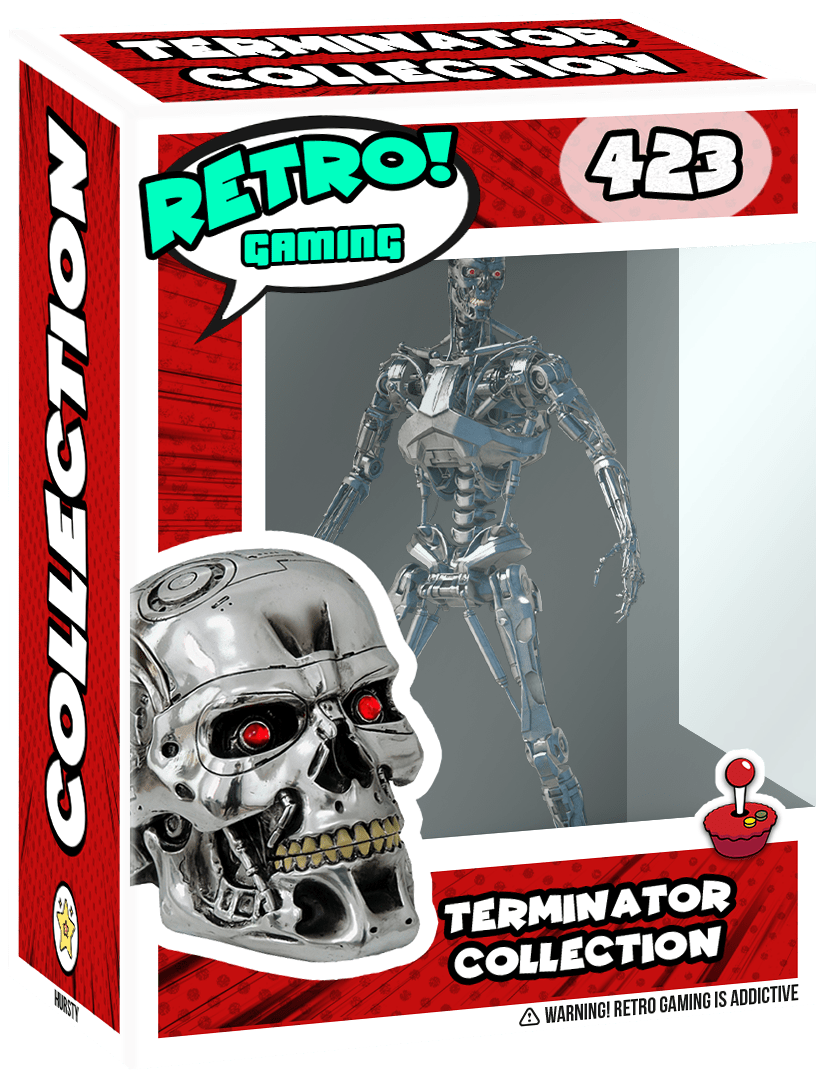 TERMINATOR
COLLECTION
RETRO!
GAMING
423
COLLECTION
HURSTY
TERMINATOR
COLLECTION
WARNING! RETRO GAMING IS ADDICTIVE